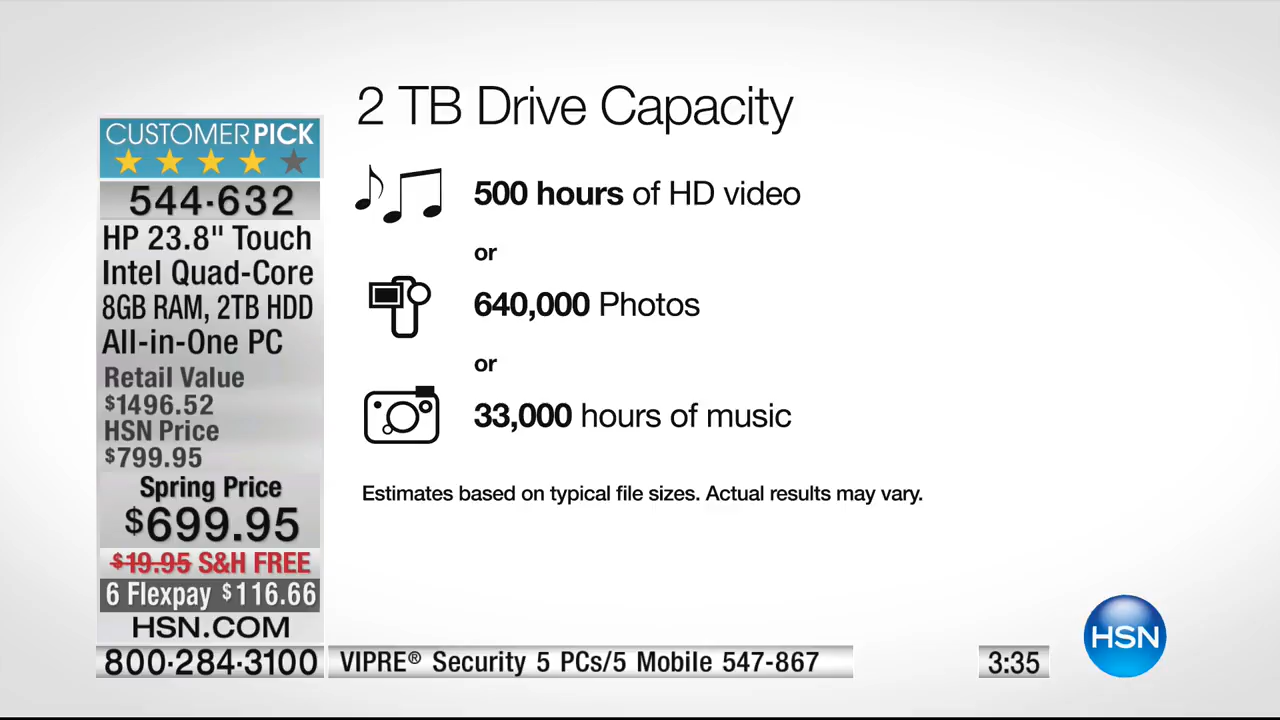 2 TB Drive Capacity
500 hours of HD video
or
640,000 Photos
or
33,000 hours of music
Estimates based on typical file sizes. Actual results may vary.
CUSTOMER PICK
544·632
HP 23.8" Touch
Intel Quad-Core
8GB RAM, 2TB HDD
All-in-One PC
Retail Value
$1496.52
HSN Price
$799.95
Spring Price
$699.95
$19.95 S&H FREE
6 Flexpay $116.66
HSN.COM
800·284·3100
VIPRE® Security 5 PCs/5 Mobile 547-867
3:35
HSN